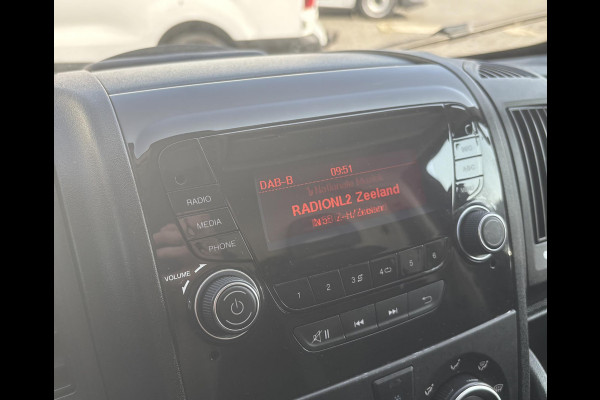 09:51
DAB-B
RADIONL2 Zeeland
RADIO
MEDIA
PHONE
VOLUME
1 2 3 4 5 6